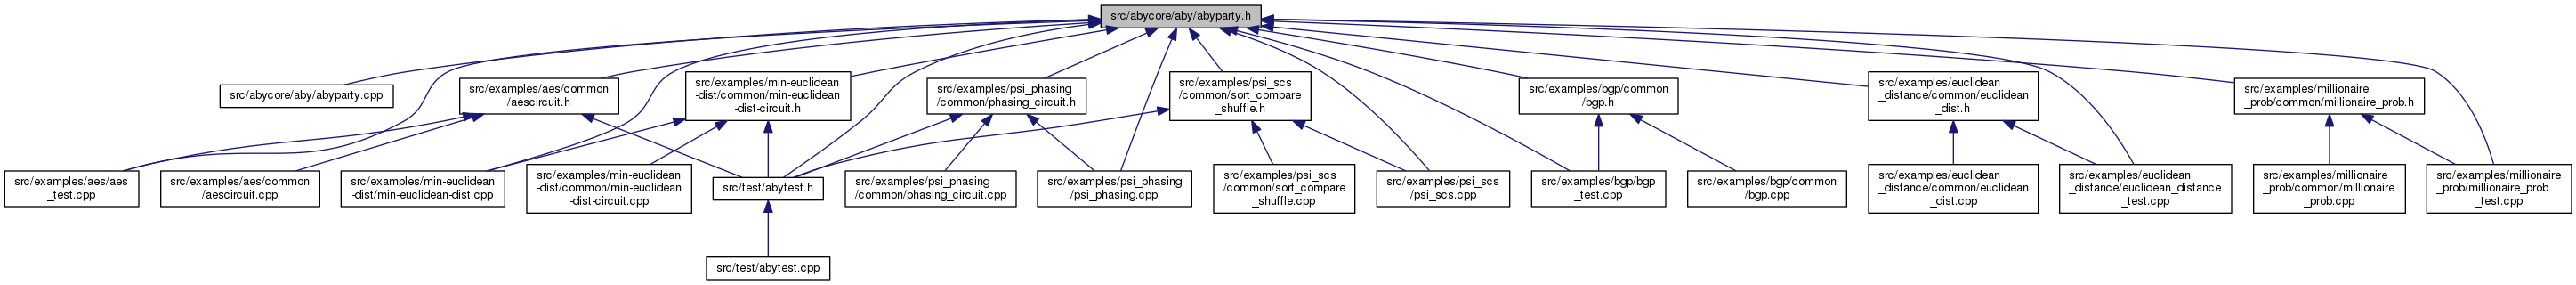 src/abycore/aby/abyparty.h
src/abycore/aby/abyparty.cpp
src/examples/aes/common
/aescircuit.h
src/examples/min-euclidean
-dist/common/min-euclidean
-dist-circuit.h
src/examples/psi_phasing
/common/phasing_circuit.h
src/examples/psi_scs
/common/sort_compare
_shuffle.h
src/examples/bgp/common
/bgp.h
src/examples/euclidean
_distance/common/euclidean
_dist.h
src/examples/millionaire
_prob/common/millionaire_prob.h
src/examples/aes/aes
_test.cpp
src/examples/aes/common
/aescircuit.cpp
src/examples/min-euclidean
-dist/min-euclidean-dist.cpp
src/examples/min-euclidean
-dist/common/min-euclidean
-dist-circuit.cpp
src/test/abytest.h
src/examples/psi_phasing
/common/phasing_circuit.cpp
src/examples/psi_phasing
/psi_phasing.cpp
src/examples/psi_scs
/common/sort_compare
_shuffle.cpp
src/examples/psi_scs
/psi_scs.cpp
src/examples/bgp/bgp
_test.cpp
src/examples/bgp/common
/bgp.cpp
src/examples/euclidean
_distance/common/euclidean
_dist.cpp
src/examples/euclidean
_distance/euclidean_distance
_test.cpp
src/examples/millionaire
_prob/common/millionaire
_prob.cpp
src/examples/millionaire
_prob/millionaire_prob
_test.cpp
src/test/abytest.cpp